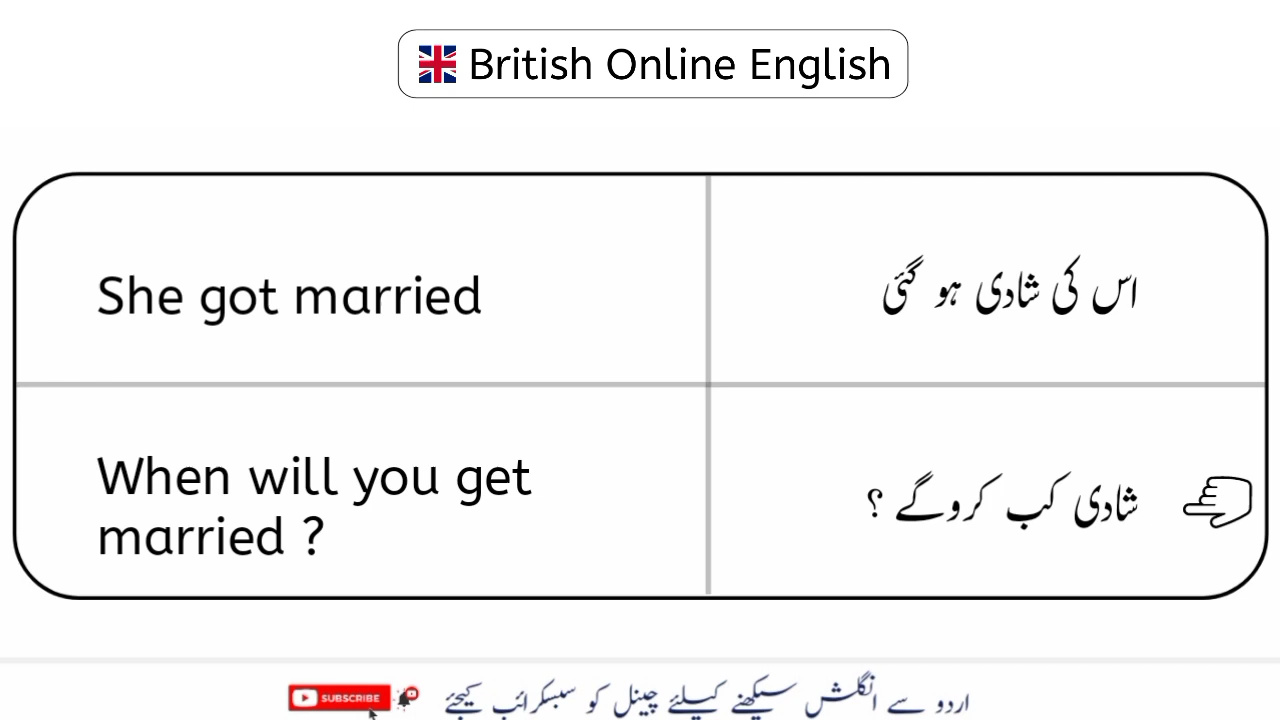 British Online English
She got married
اس کی شادی ہو گئی
When will you get
married ?
شادی کب کروگے ؟
SUBSCRIBE
اردو سے انگلش سیکھنے کیلئے چینل کو سبسکرائب کیجئے